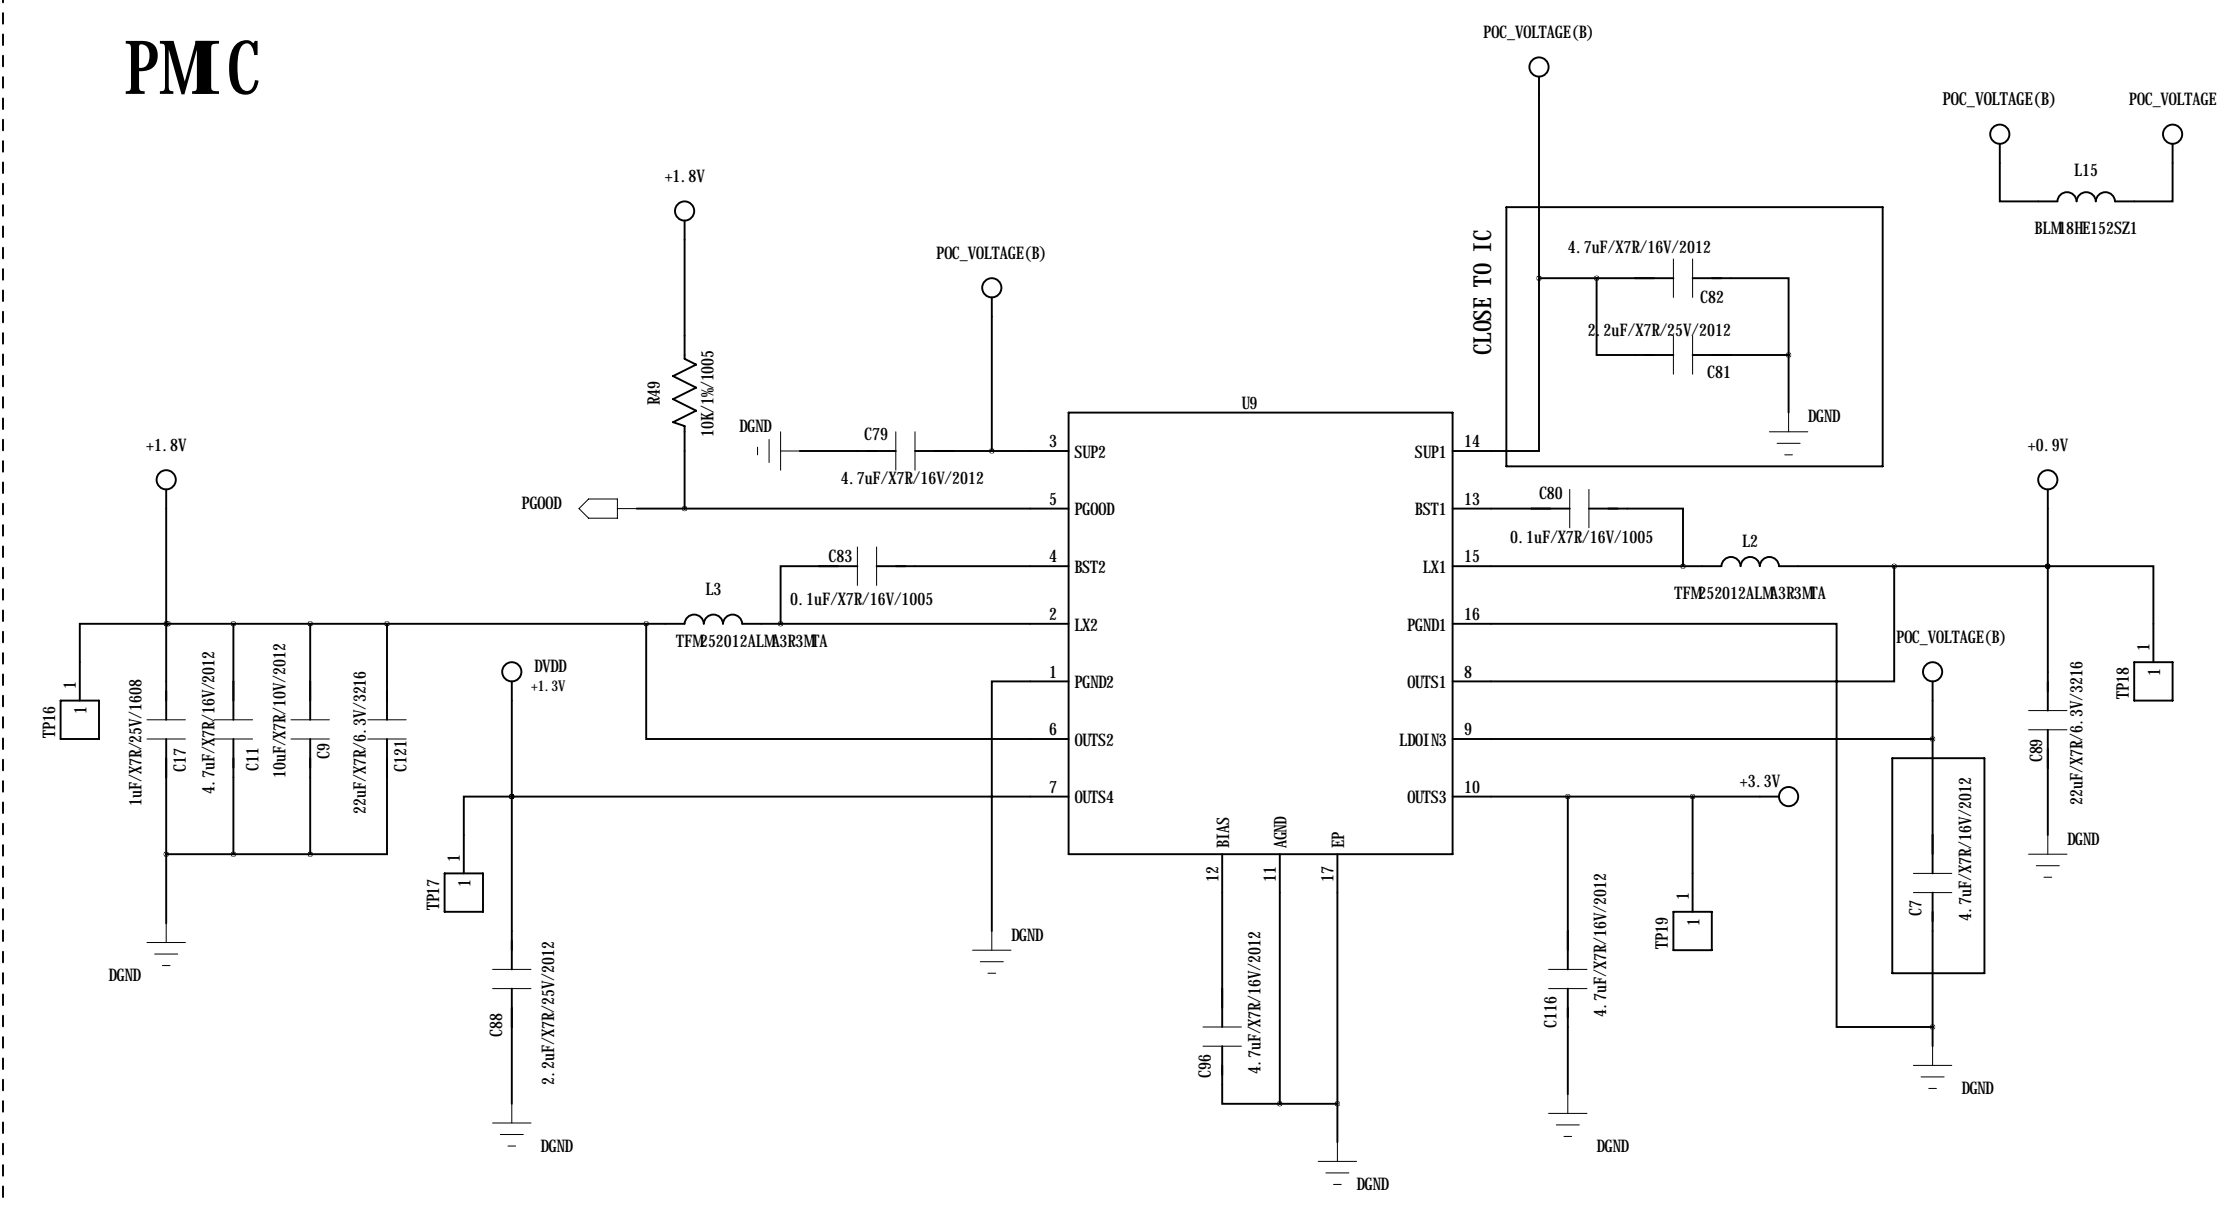 PMIC
POC_VOLTAGE(B)
POC_VOLTAGE(B)
POC_VOLTAGE
L15
BLM18HE152SZ1
+1.8V
R49
10K/1%/1005
POC_VOLTAGE(B)
CLOSE TO IC
4.7uF/X7R/16V/2012
C82
2.2uF/X7R/25V/2012
C81
DGND
DGND
C79
4.7uF/X7R/16V/2012
PGOOD
C83
0.1uF/X7R/16V/1005
L3
TFM252012ALMA3R3MTA
U9
3
SUP2
5
PGOOD
4
BST2
2
LX2
1
PGND2
6
OUTS2
7
OUTS4
SUP1
14
BST1
13
LX1
15
PGND1
16
OUTS1
8
LDOIN3
9
OUTS3
10
BIAS
12
AGND
11
EP
17
C80
0.1uF/X7R/16V/1005
L2
TFM252012ALMA3R3MTA
+0.9V
1
1
TP18
C89
22uF/X7R/6.3V/3216
DGND
POC_VOLTAGE(B)
C7
4.7uF/X7R/16V/2012
DGND
+3.3V
C116
4.7uF/X7R/16V/2012
DGND
1
1
TP19
C96
4.7uF/X7R/16V/2012
DGND
DGND
+1.8V
1
1
TP16
1uF/X7R/25V/1608
C17
4.7uF/X7R/16V/2012
C11
10uF/X7R/10V/2012
C9
22uF/X7R/6.3V/3216
C121
DGND
DVDD
+1.3V
1
1
TP17
C88
2.2uF/X7R/25V/2012
DGND